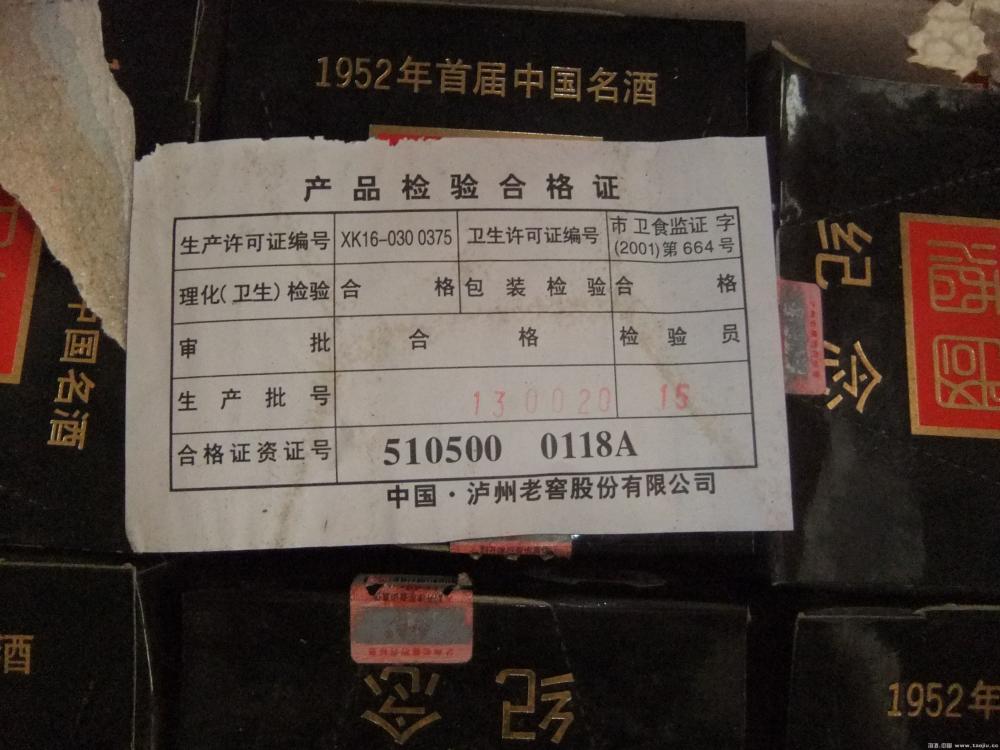 1952年首届中国名酒
产品检验合格证
生产许可证编号 XK16-030 0375 卫生许可证编号 市卫食监证字
(2001)第664号
理化(卫生)检验 合格 包装检验 合格
审批 合格 检验员
生产批号 130020 15
合格证资证号 510500 0118A
中国·泸州老窖股份有限公司
中国名酒
纪念
国
酒
纪念
1952年
www.taojiu.co